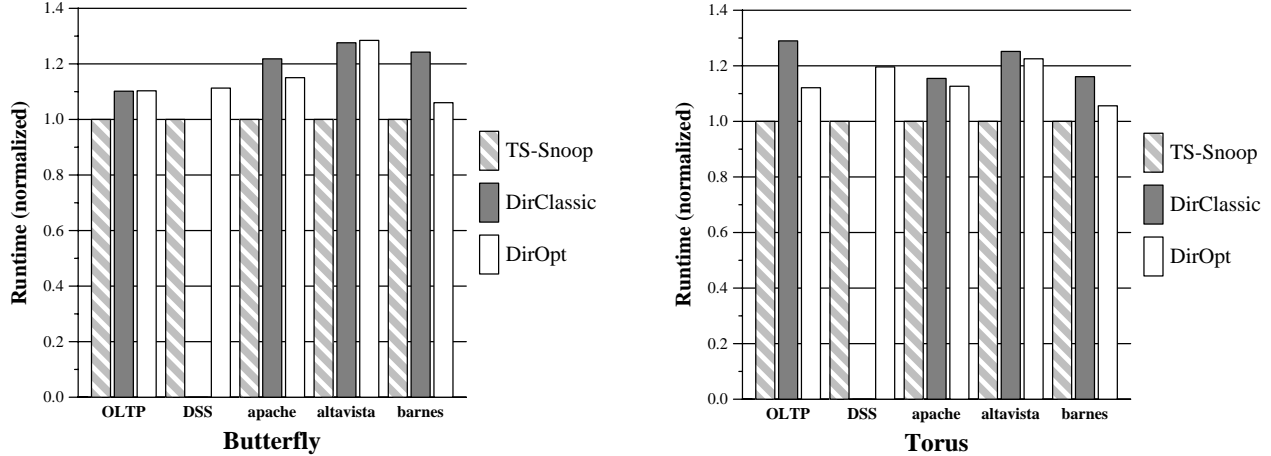 Runtime (normalized)
1.4
1.2
1.0
0.8
0.6
0.4
0.2
0.0
OLTP DSS apache altavista barnes
Butterfly
TS-Snoop
DirClassic
DirOpt
Runtime (normalized)
1.4
1.2
1.0
0.8
0.6
0.4
0.2
0.0
OLTP DSS apache altavista barnes
Torus
TS-Snoop
DirClassic
DirOpt